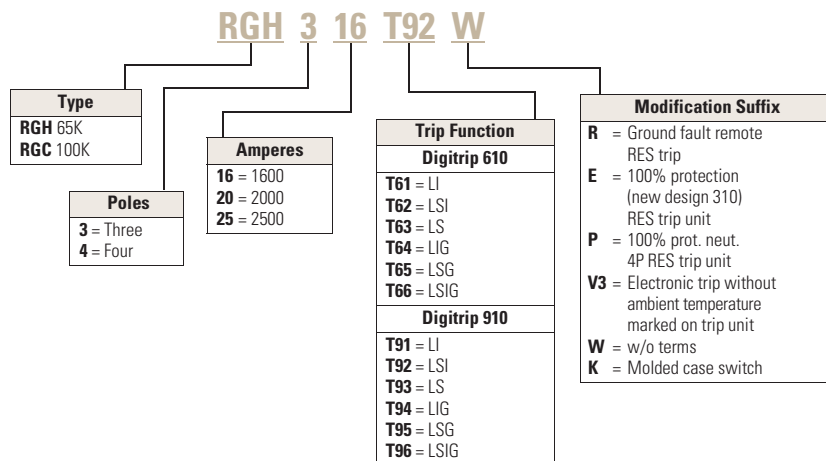 RGH 3 16 T92 W
Type
RGH 65K
RGC 100K
Poles
3 = Three
4 = Four
Amperes
16 = 1600
20 = 2000
25 = 2500
Trip Function
Digitrip 610
T61 = LI
T62 = LSI
T63 = LS
T64 = LIG
T65 = LSG
T66 = LSIG
Digitrip 910
T91 = LI
T92 = LSI
T93 = LS
T94 = LIG
T95 = LSG
T96 = LSIG
Modification Suffix
R = Ground fault remote
RES trip
E = 100% protection
(new design 310)
RES trip unit
P = 100% prot. neut.
4P RES trip unit
V3 = Electronic trip without
ambient temperature
marked on trip unit
W = w/o terms
K = Molded case switch